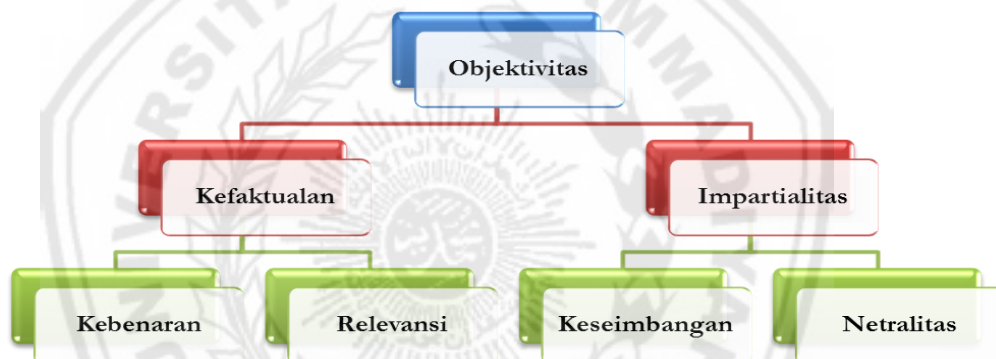 Objektivitas
Kefaktualan
Impartialitas
Kebenaran
Relevansi
Keseimbangan
Netralitas